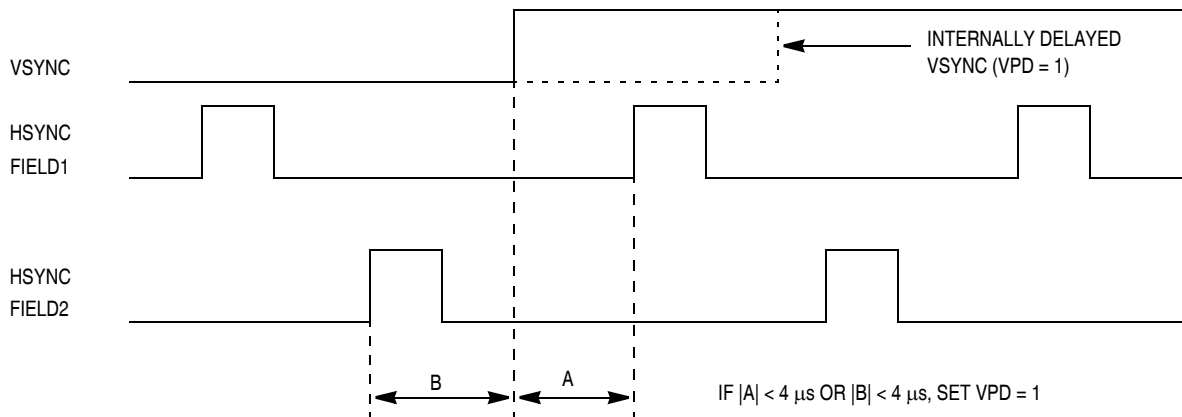 INTERNALLY DELAYED
VSYNC (VPD = 1)
VSYNC
HSYNC
FIELD1
HSYNC
FIELD2
B
A
IF |A| < 4 μs OR |B| < 4 μs, SET VPD = 1